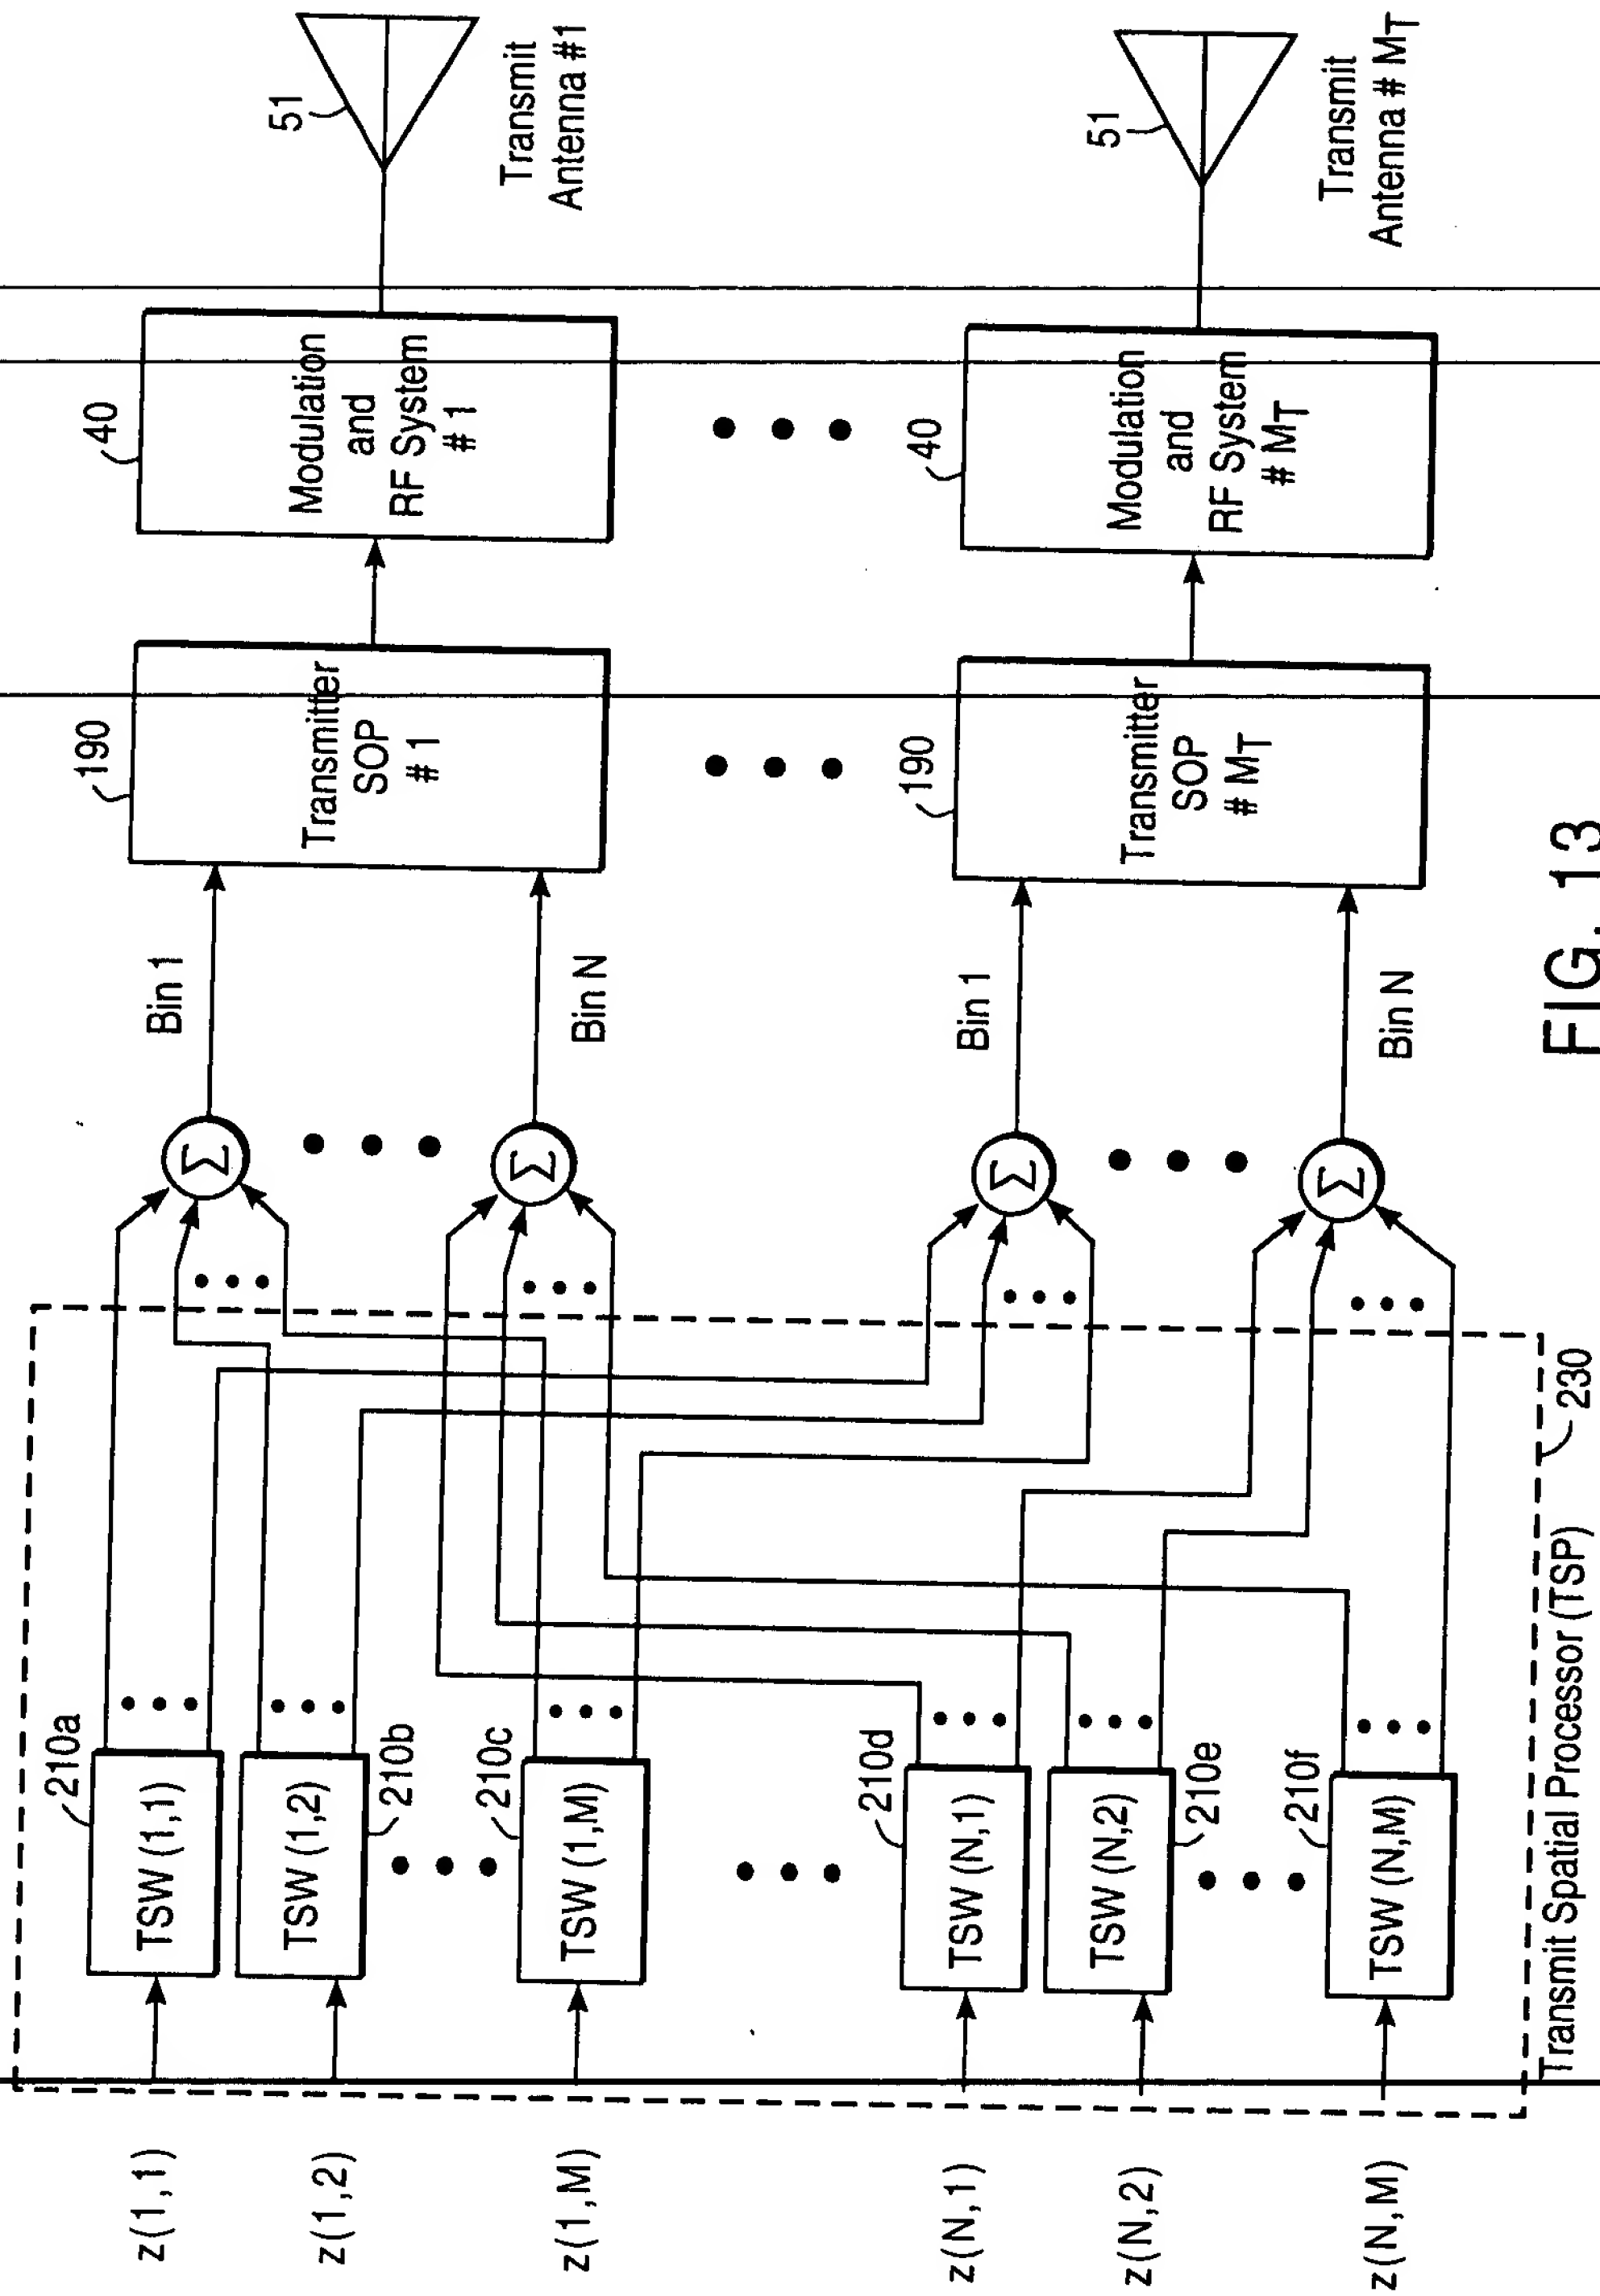 z(1,1)
z(1,2)
z(1,M)
z(N,1)
z(N,2)
z(N,M)
210a
TSW (1,1)
TSW (1,2)
210b
210c
TSW (1,M)
210d
TSW (N,1)
TSW (N,2)
210e
210f
TSW (N,M)
Transmit Spatial Processor (TSP)
230
Σ
Σ
Σ
Σ
Bin 1
Bin N
Bin 1
Bin N
190
Transmitter
SOP
# 1
190
Transmitter
SOP
# MT
40
Modulation
and
RF System
# 1
40
Modulation
and
RF System
# MT
51
Transmit
Antenna #1
51
Transmit
Antenna # MT
FIG. 13